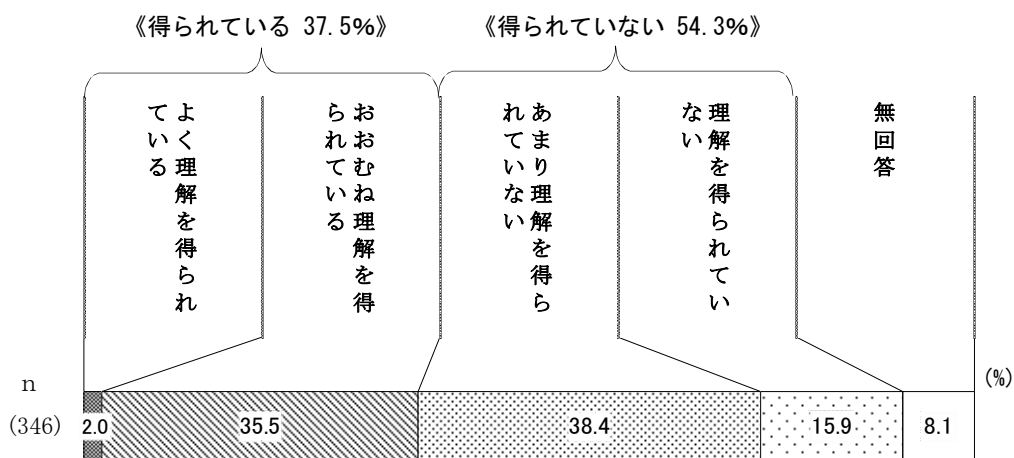 《得られている 37.5%》
《得られていない 54.3%》
よく理解を得られ
ている
おおむね理解を得
られている
あまり理解を得ら
れていない
理解を得られてい
ない
無回答
(%)
n
(346)
2.0
35.5
38.4
15.9
8.1